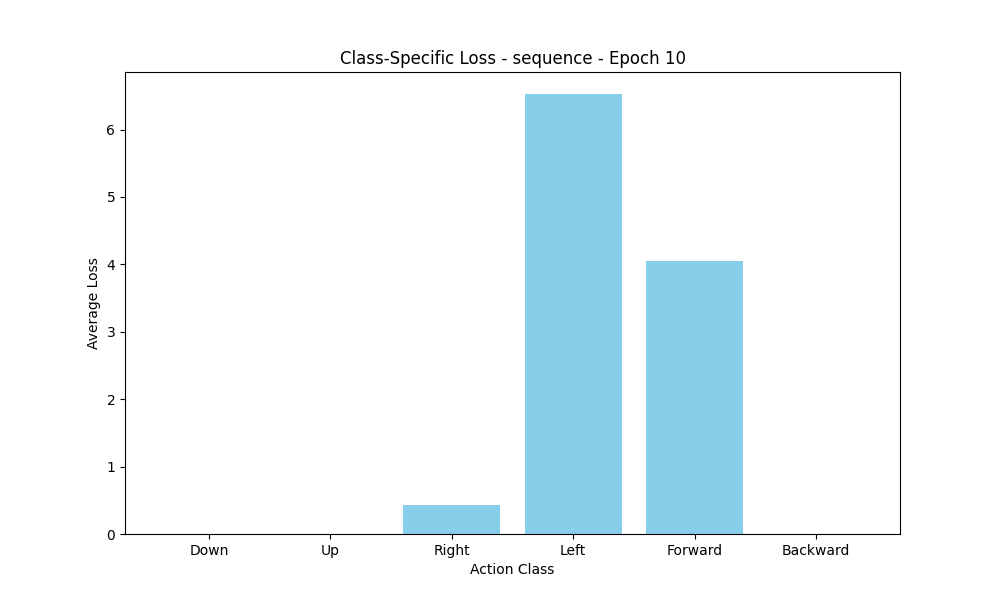 Class-Specific Loss - sequence - Epoch 10
Average Loss
6
5
4
3
2
1
0
Down Up Right Left Forward Backward
Action Class